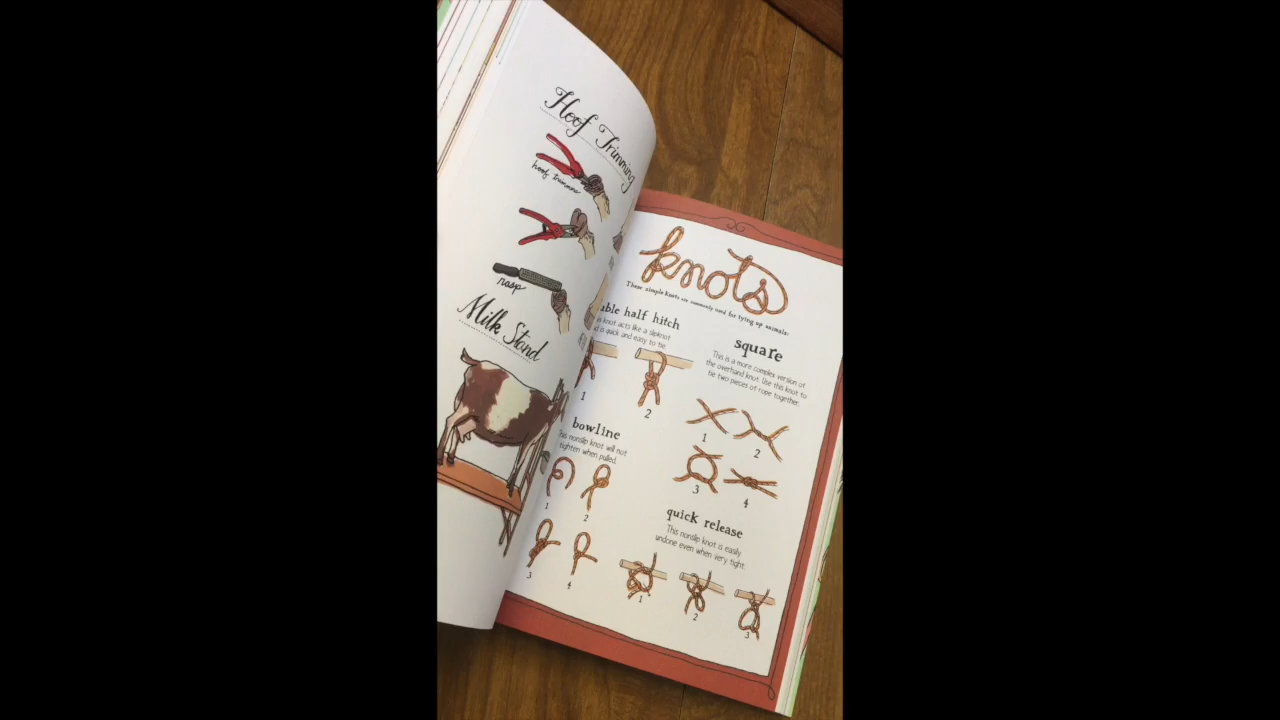 Hoof Trimming
hoof trimmers
rasp
Milk Stand
knots
These simple knots are commonly used for tying up animals:
uble half hitch
is knot acts like a slipknot
d is quick and easy to tie
1
2
square
This is a more complex version of
the overhand knot. Use this knot to
tie two pieces of rope together.
1
2
3
4
bowline
This nonslip knot will not
tighten when pulled.
1
2
3
4
quick release
This nonslip knot is easily
undone even when very tight.
1
2
3